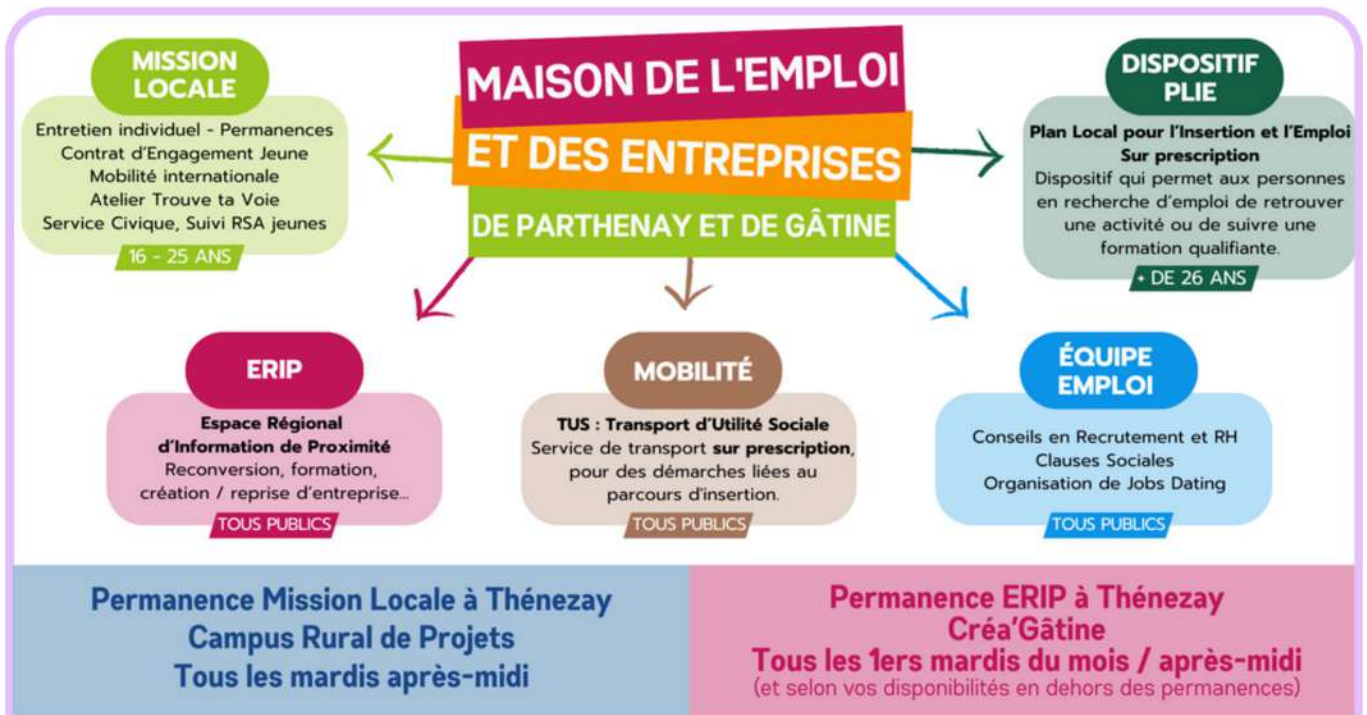 MAISON DE L'EMPLOI
ET DES ENTREPRISES
DE PARTHENAY ET DE GÂTINE
MISSION
LOCALE
Entretien individuel - Permanences
Contrat d'Engagement Jeune
Mobilité internationale
Atelier Trouve ta Voie
Service Civique, Suivi RSA jeunes
16 - 25 ANS
DISPOSITIF
PLIE
Plan Local pour l'Insertion et l'Emploi
Sur prescription
Dispositif qui permet aux personnes
en recherche d'emploi de retrouver
une activité ou de suivre une
formation qualifiante.
+ DE 26 ANS
ERIP
Espace Régional
d'Information de Proximité
Reconversion, formation,
création / reprise d'entreprise...
TOUS PUBLICS
MOBILITÉ
TUS : Transport d'Utilité Sociale
Service de transport sur prescription,
pour des démarches liées au
parcours d'insertion.
TOUS PUBLICS
ÉQUIPE
EMPLOI
Conseils en Recrutement et RH
Clauses Sociales
Organisation de Jobs Dating
TOUS PUBLICS
Permanence Mission Locale à Thénezay
Campus Rural de Projets
Tous les mardis après-midi
Permanence ERIP à Thénezay
Créa'Gâtine
Tous les 1ers mardis du mois / après-midi
(et selon vos disponibilités en dehors des permanences)